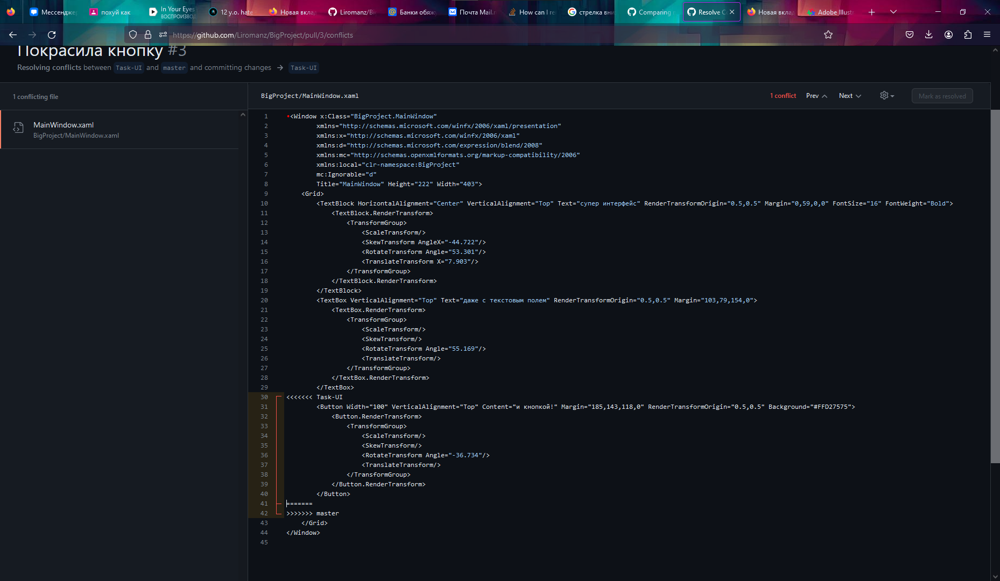 Мессендже
похуй как
In Your Eyes
ВОСПРОИЗВОД
12 y.o. hate
Новая вкла
Liromanz/Bi
Банки обяж
Почта Mail.r
How can I re
стрелка вни
Comparing
Resolve C
Новая вклад
Adobe Illustr
https://github.com/Liromanz/BigProject/pull/3/conflicts
Покрасила кнопку #3
Resolving conflicts between Task-UI and master and committing changes → Task-UI
1 conflicting file
MainWindow.xaml
BigProject/MainWindow.xaml
BigProject/MainWindow.xaml
1 conflict Prev Next Mark as resolved
1 <Window x:Class="BigProject.MainWindow"
2 xmlns="http://schemas.microsoft.com/winfx/2006/xaml/presentation"
3 xmlns:x="http://schemas.microsoft.com/winfx/2006/xaml"
4 xmlns:d="http://schemas.microsoft.com/expression/blend/2008"
5 xmlns:mc="http://schemas.openxmlformats.org/markup-compatibility/2006"
6 xmlns:local="clr-namespace:BigProject"
7 mc:Ignorable="d"
8 Title="MainWindow" Height="222" Width="403">
9 <Grid>
10 <TextBlock HorizontalAlignment="Center" VerticalAlignment="Top" Text="супер интерфейс" RenderTransformOrigin="0.5,0.5" Margin="0,59,0,0" FontSize="16" FontWeight="Bold">
11 <TextBlock.RenderTransform>
12 <TransformGroup>
13 <ScaleTransform/>
14 <SkewTransform AngleX="-44.722"/>
15 <RotateTransform Angle="53.301"/>
16 <TranslateTransform X="7.903"/>
17 </TransformGroup>
18 </TextBlock.RenderTransform>
19 </TextBlock>
20 <TextBox VerticalAlignment="Top" Text="даже с текстовым полем" RenderTransformOrigin="0.5,0.5" Margin="103,79,154,0">
21 <TextBox.RenderTransform>
22 <TransformGroup>
23 <ScaleTransform/>
24 <SkewTransform/>
25 <RotateTransform Angle="55.169"/>
26 <TranslateTransform/>
27 </TransformGroup>
28 </TextBox.RenderTransform>
29 </TextBox>
30 <<<<<<< Task-UI
31 <Button Width="100" VerticalAlignment="Top" Content="и кнопкой!" Margin="185,143,118,0" RenderTransformOrigin="0.5,0.5" Background="#FFD27575">
32 <Button.RenderTransform>
33 <TransformGroup>
34 <ScaleTransform/>
35 <SkewTransform/>
36 <RotateTransform Angle="-36.734"/>
37 <TranslateTransform/>
38 </TransformGroup>
39 </Button.RenderTransform>
40 </Button>
41 =======
42 >>>>>>> master
43 </Grid>
44 </Window>
45